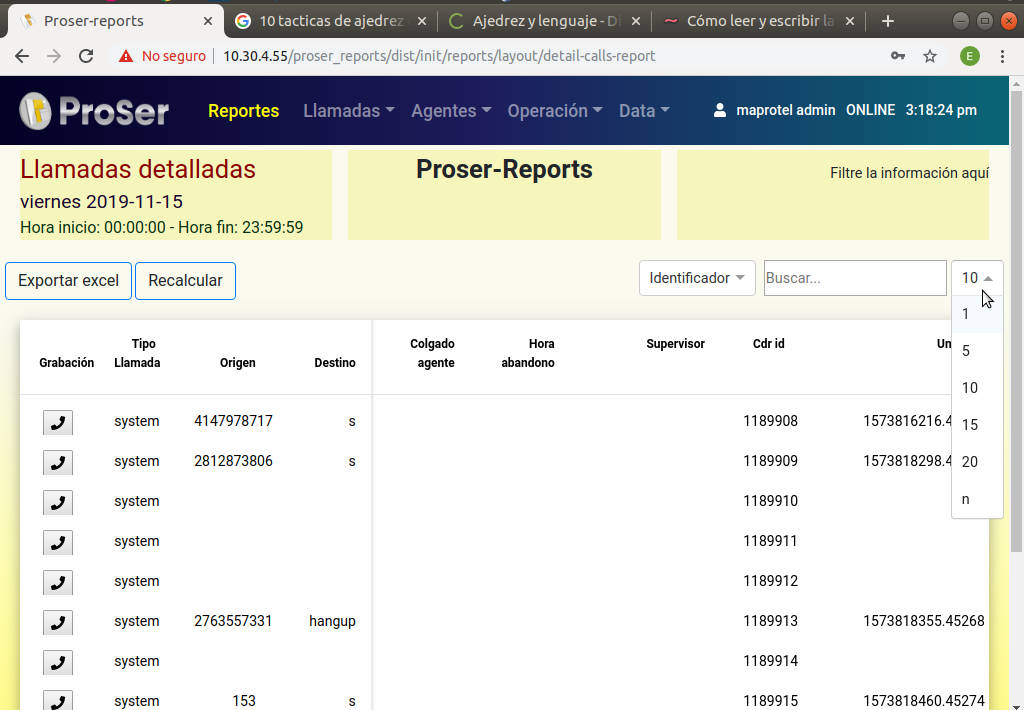 Proser-reports
10 tacticas de ajedrez
Ajedrez y lenguaje - D
Cómo leer y escribir la
No seguro
10.30.4.55/proser_reports/dist/init/reports/layout/detail-calls-report
E
ProSer
Reportes Llamadas Agentes Operación Data maprotel admin ONLINE 3:18:24 pm
Llamadas detalladas
viernes 2019-11-15
Hora inicio: 00:00:00 - Hora fin: 23:59:59
Proser-Reports
Filtre la información aquí
Exportar excel Recalcular Identificador Buscar... 10
1
5
10
15
20
n
Grabación Tipo Llamada Origen Destino Colgado agente Hora abandono Supervisor Cdr id Un
system 4147978717 s 1189908 1573816216.4
system 2812873806 s 1189909 1573818298.4
system 1189910
system 1189911
system 1189912
system 2763557331 hangup 1189913 1573818355.45268
system 1189914
system 153 s 1189915 1573818460.45274